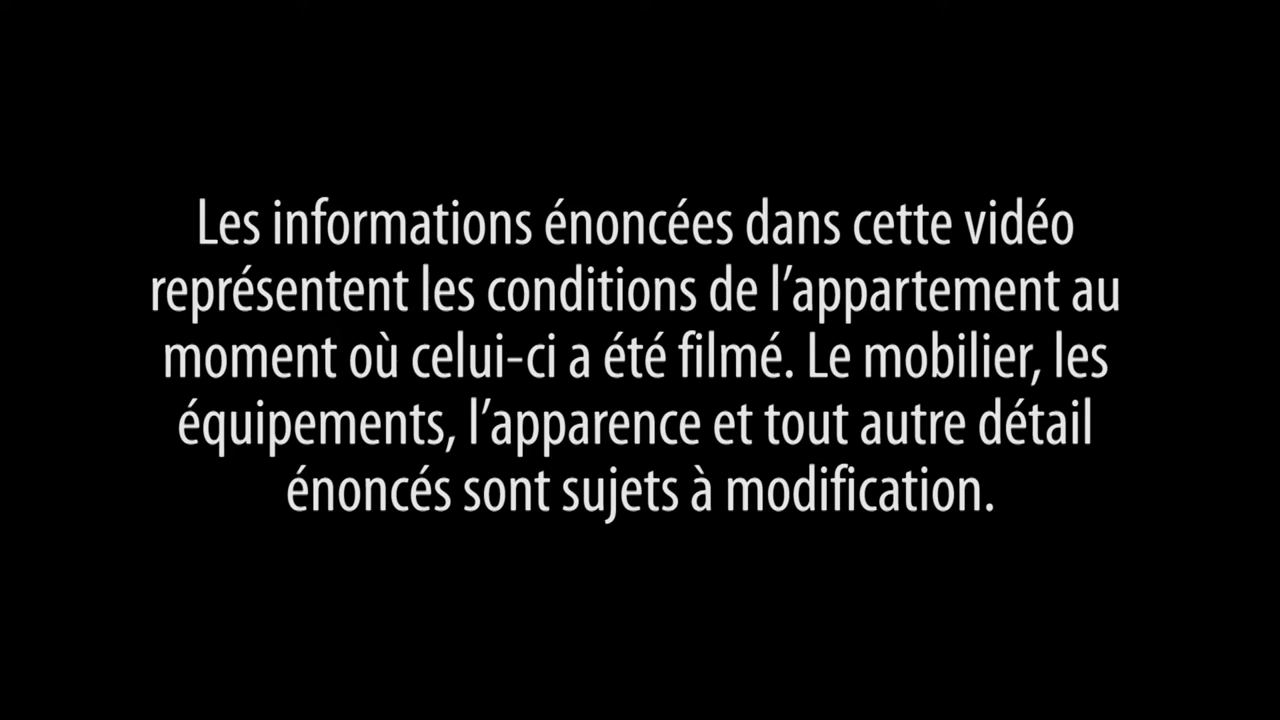 Les informations énoncées dans cette vidéo
représentent les conditions de l’appartement au
moment où celui-ci a été filmé. Le mobilier, les
équipements, l’apparence et tout autre détail
énoncés sont sujets à modification.